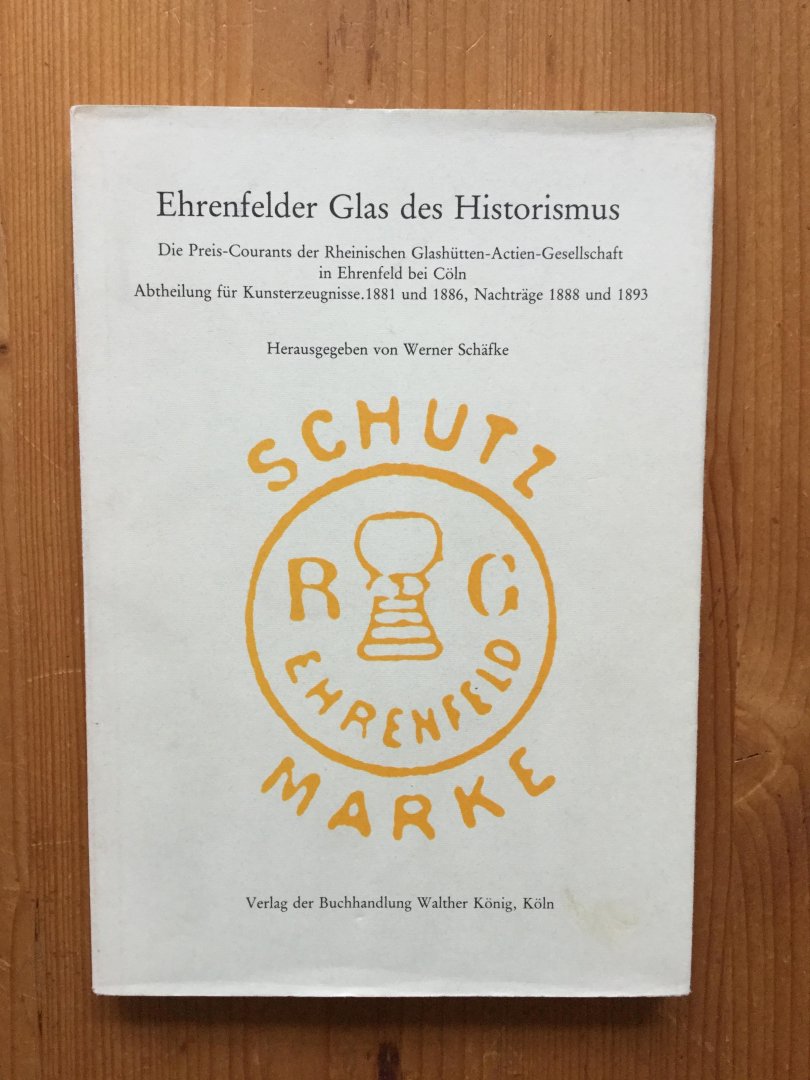 Ehrenfelder Glas des Historismus
Die Preis-Courants der Rheinischen Glashütten-Actien-Gesellschaft
in Ehrenfeld bei Cöln
Abtheilung für Kunsterzeugnisse.1881 und 1886, Nachträge 1888 und 1893
Herausgegeben von Werner Schäfke
SCHUTZ
R G
EHRENFELD
MARKE
Verlag der Buchhandlung Walther König, Köln